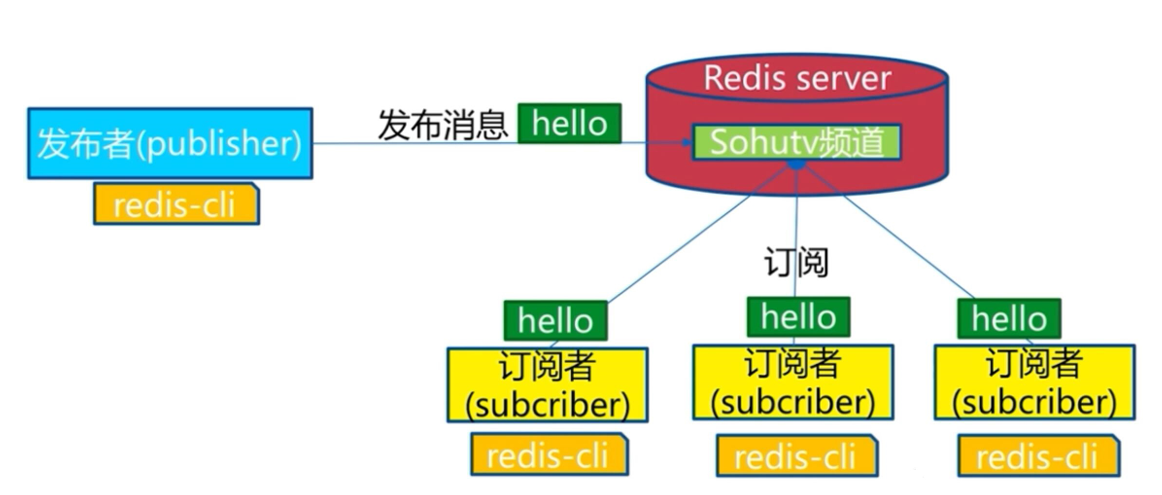 Redis server
发布消息
hello
发布者(publisher)
Sohutv频道
redis-cli
订阅
hello
hello
hello
订阅者
(subcriber)
订阅者
(subcriber)
订阅者
(subcriber)
redis-cli
redis-cli
redis-cli